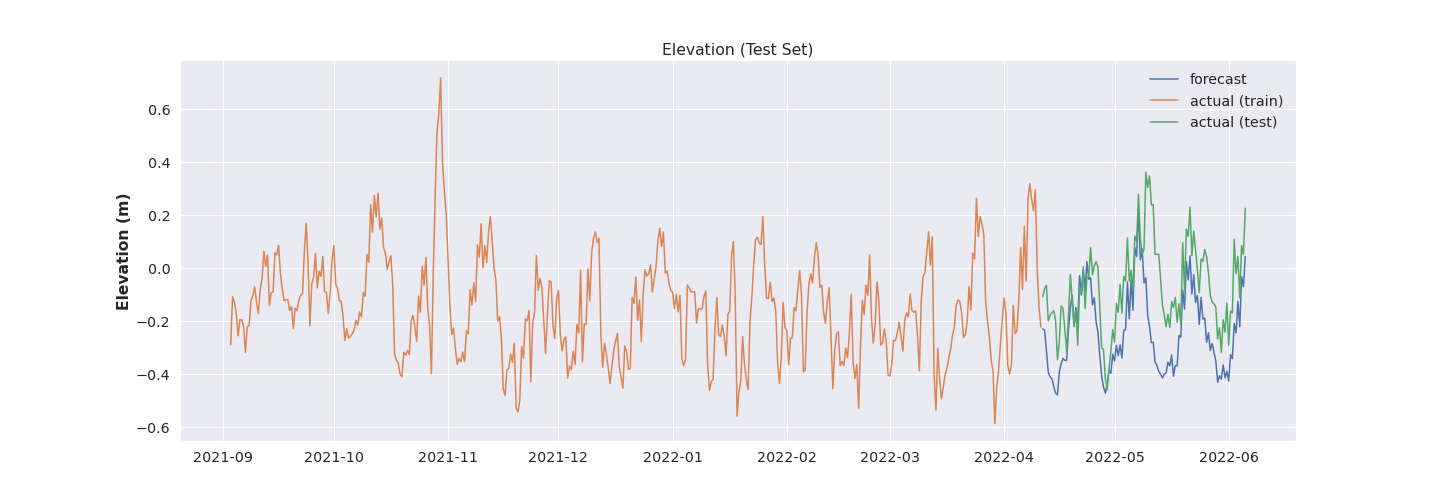 Elevation (Test Set)
forecast
actual (train)
actual (test)
Elevation (m)
0.6
0.4
0.2
0.0
−0.2
−0.4
−0.6
2021-09 2021-10 2021-11 2021-12 2022-01 2022-02 2022-03 2022-04 2022-05 2022-06